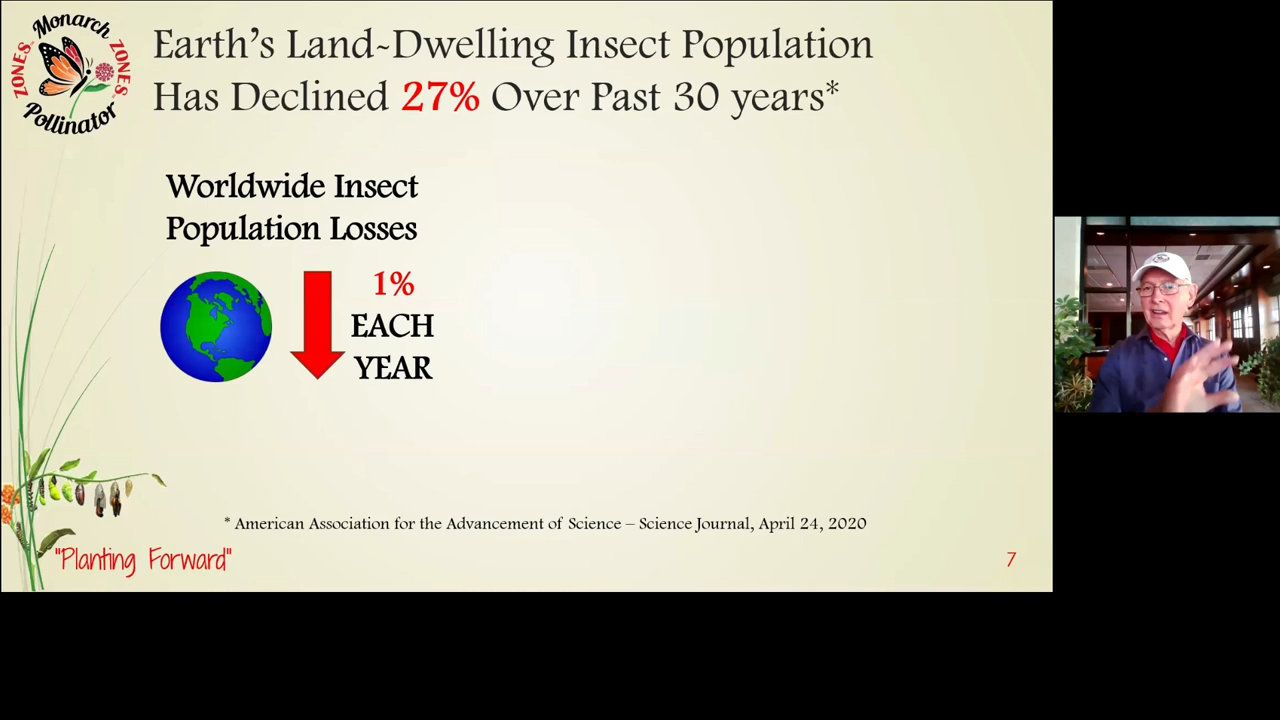 Monarch
ZONES
ZONES
Pollinator
Earth's Land-Dwelling Insect Population
Has Declined 27% Over Past 30 years*
Worldwide Insect
Population Losses
1%
EACH
YEAR
* American Association for the Advancement of Science – Science Journal, April 24, 2020
"Planting Forward"
7